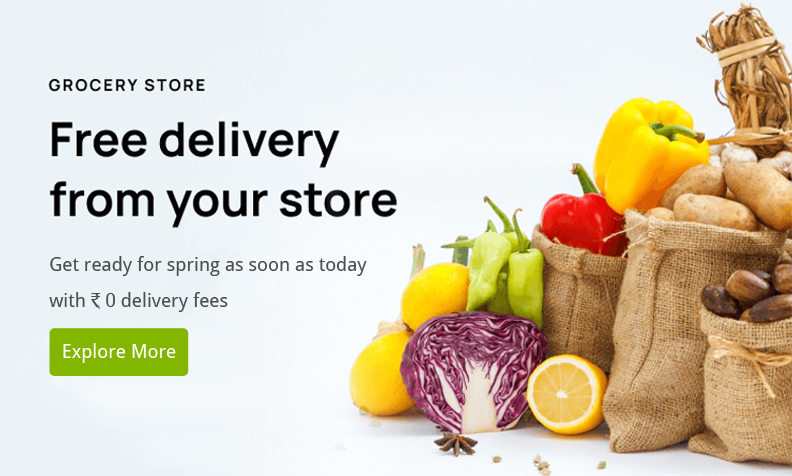 GROCERY STORE
Free delivery
from your store
Get ready for spring as soon as today
with ₹ 0 delivery fees
Explore More